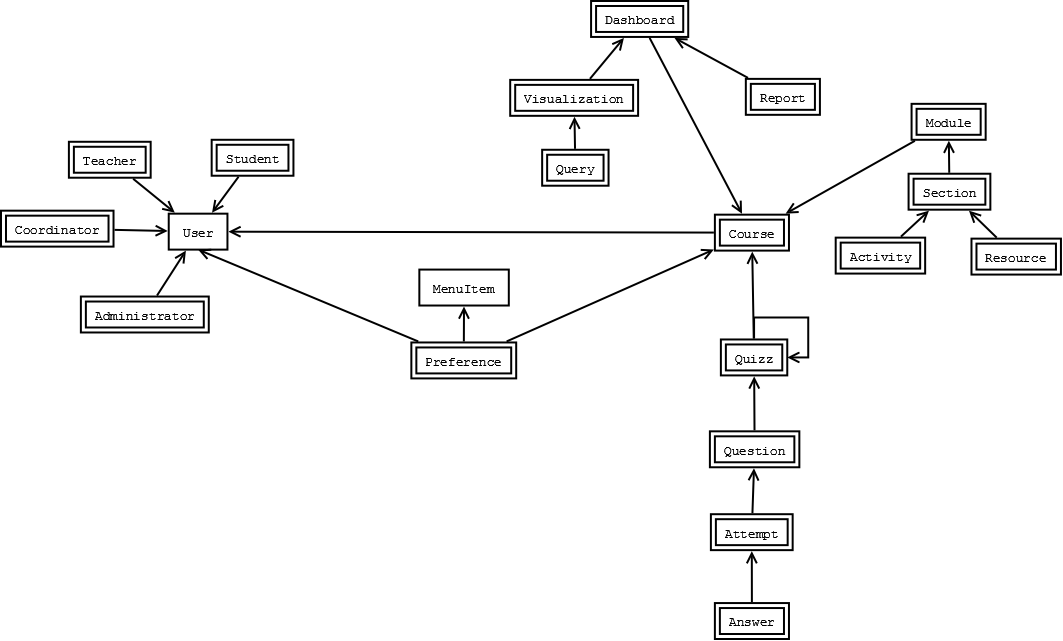 Dashboard
Visualization
Report
Module
Teacher
Student
Query
Section
Coordinator
User
Course
Activity
Resource
MenuItem
Administrator
Preference
Quizz
Question
Attempt
Answer